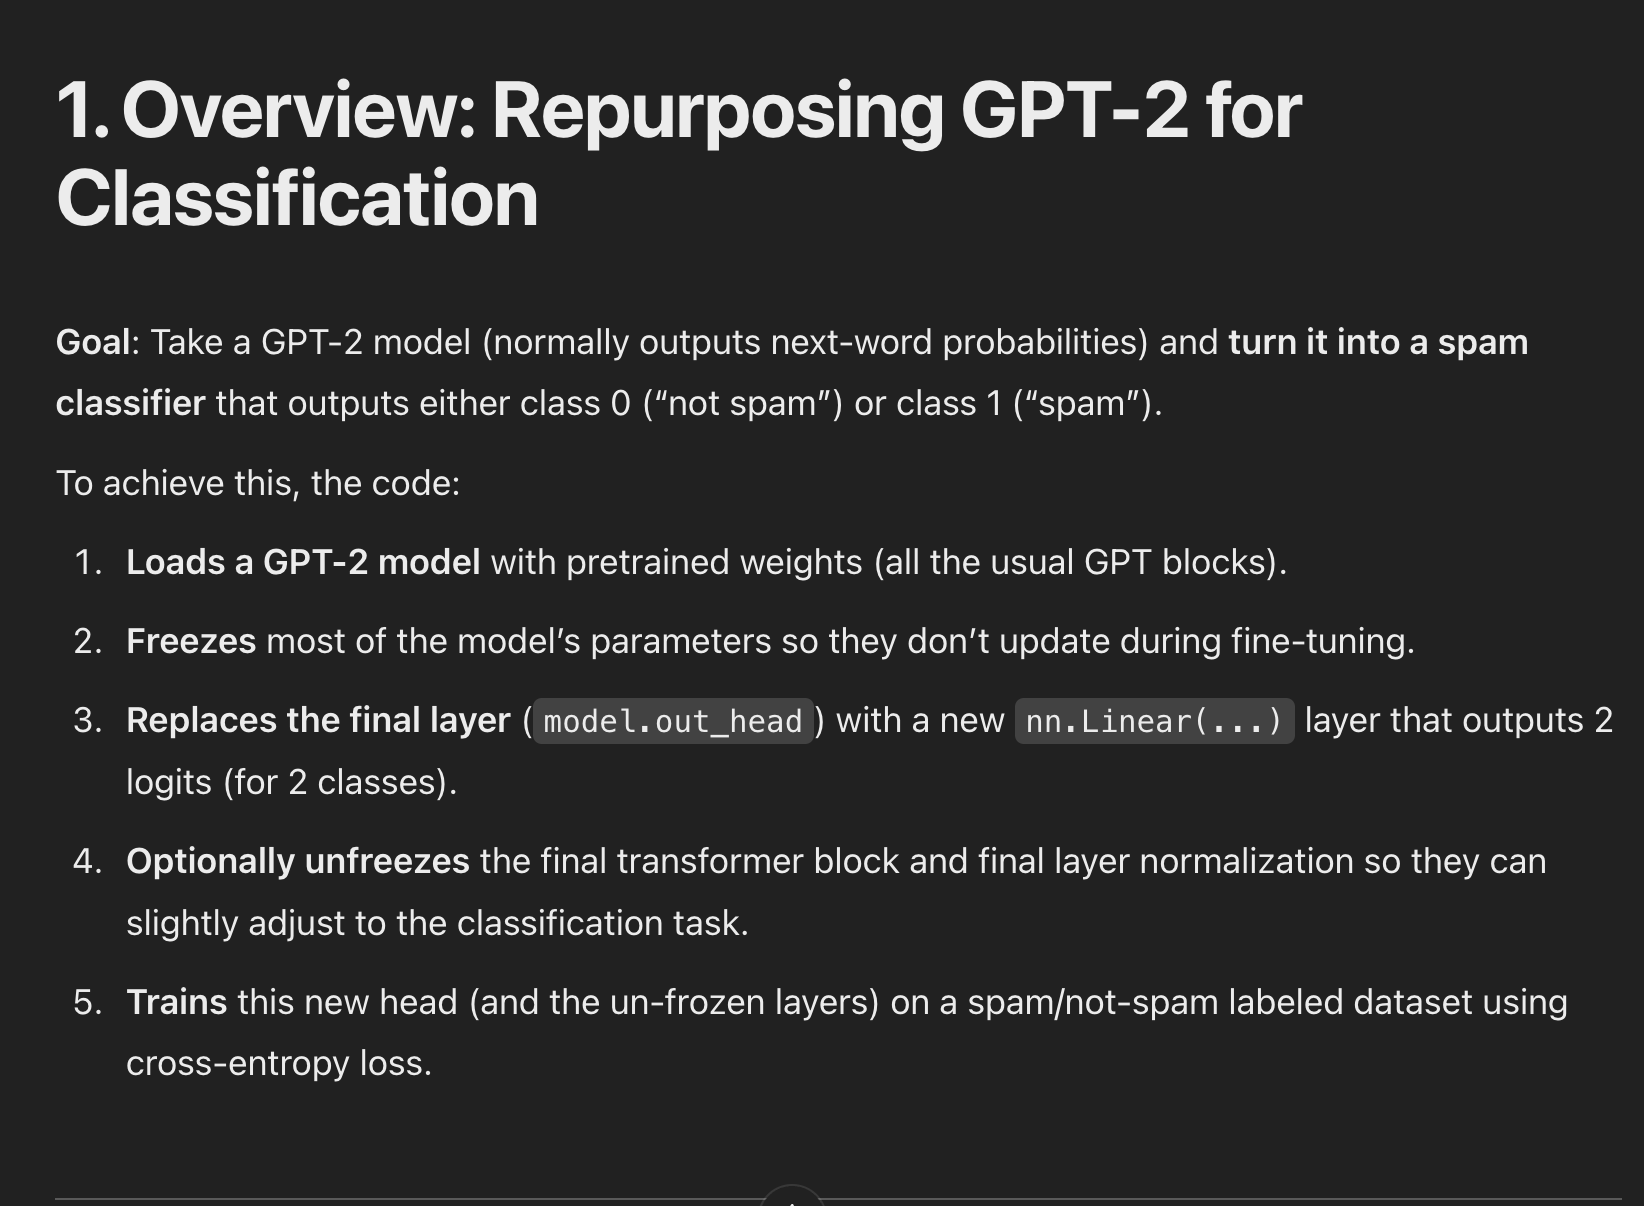 1. Overview: Repurposing GPT-2 for
Classification
Goal: Take a GPT-2 model (normally outputs next-word probabilities) and turn it into a spam
classifier that outputs either class 0 (“not spam”) or class 1 (“spam”).
To achieve this, the code:
1. Loads a GPT-2 model with pretrained weights (all the usual GPT blocks).
2. Freezes most of the model’s parameters so they don’t update during fine-tuning.
3. Replaces the final layer (model.out_head) with a new nn.Linear(...) layer that outputs 2
logits (for 2 classes).
4. Optionally unfreezes the final transformer block and final layer normalization so they can
slightly adjust to the classification task.
5. Trains this new head (and the un-frozen layers) on a spam/not-spam labeled dataset using
cross-entropy loss.